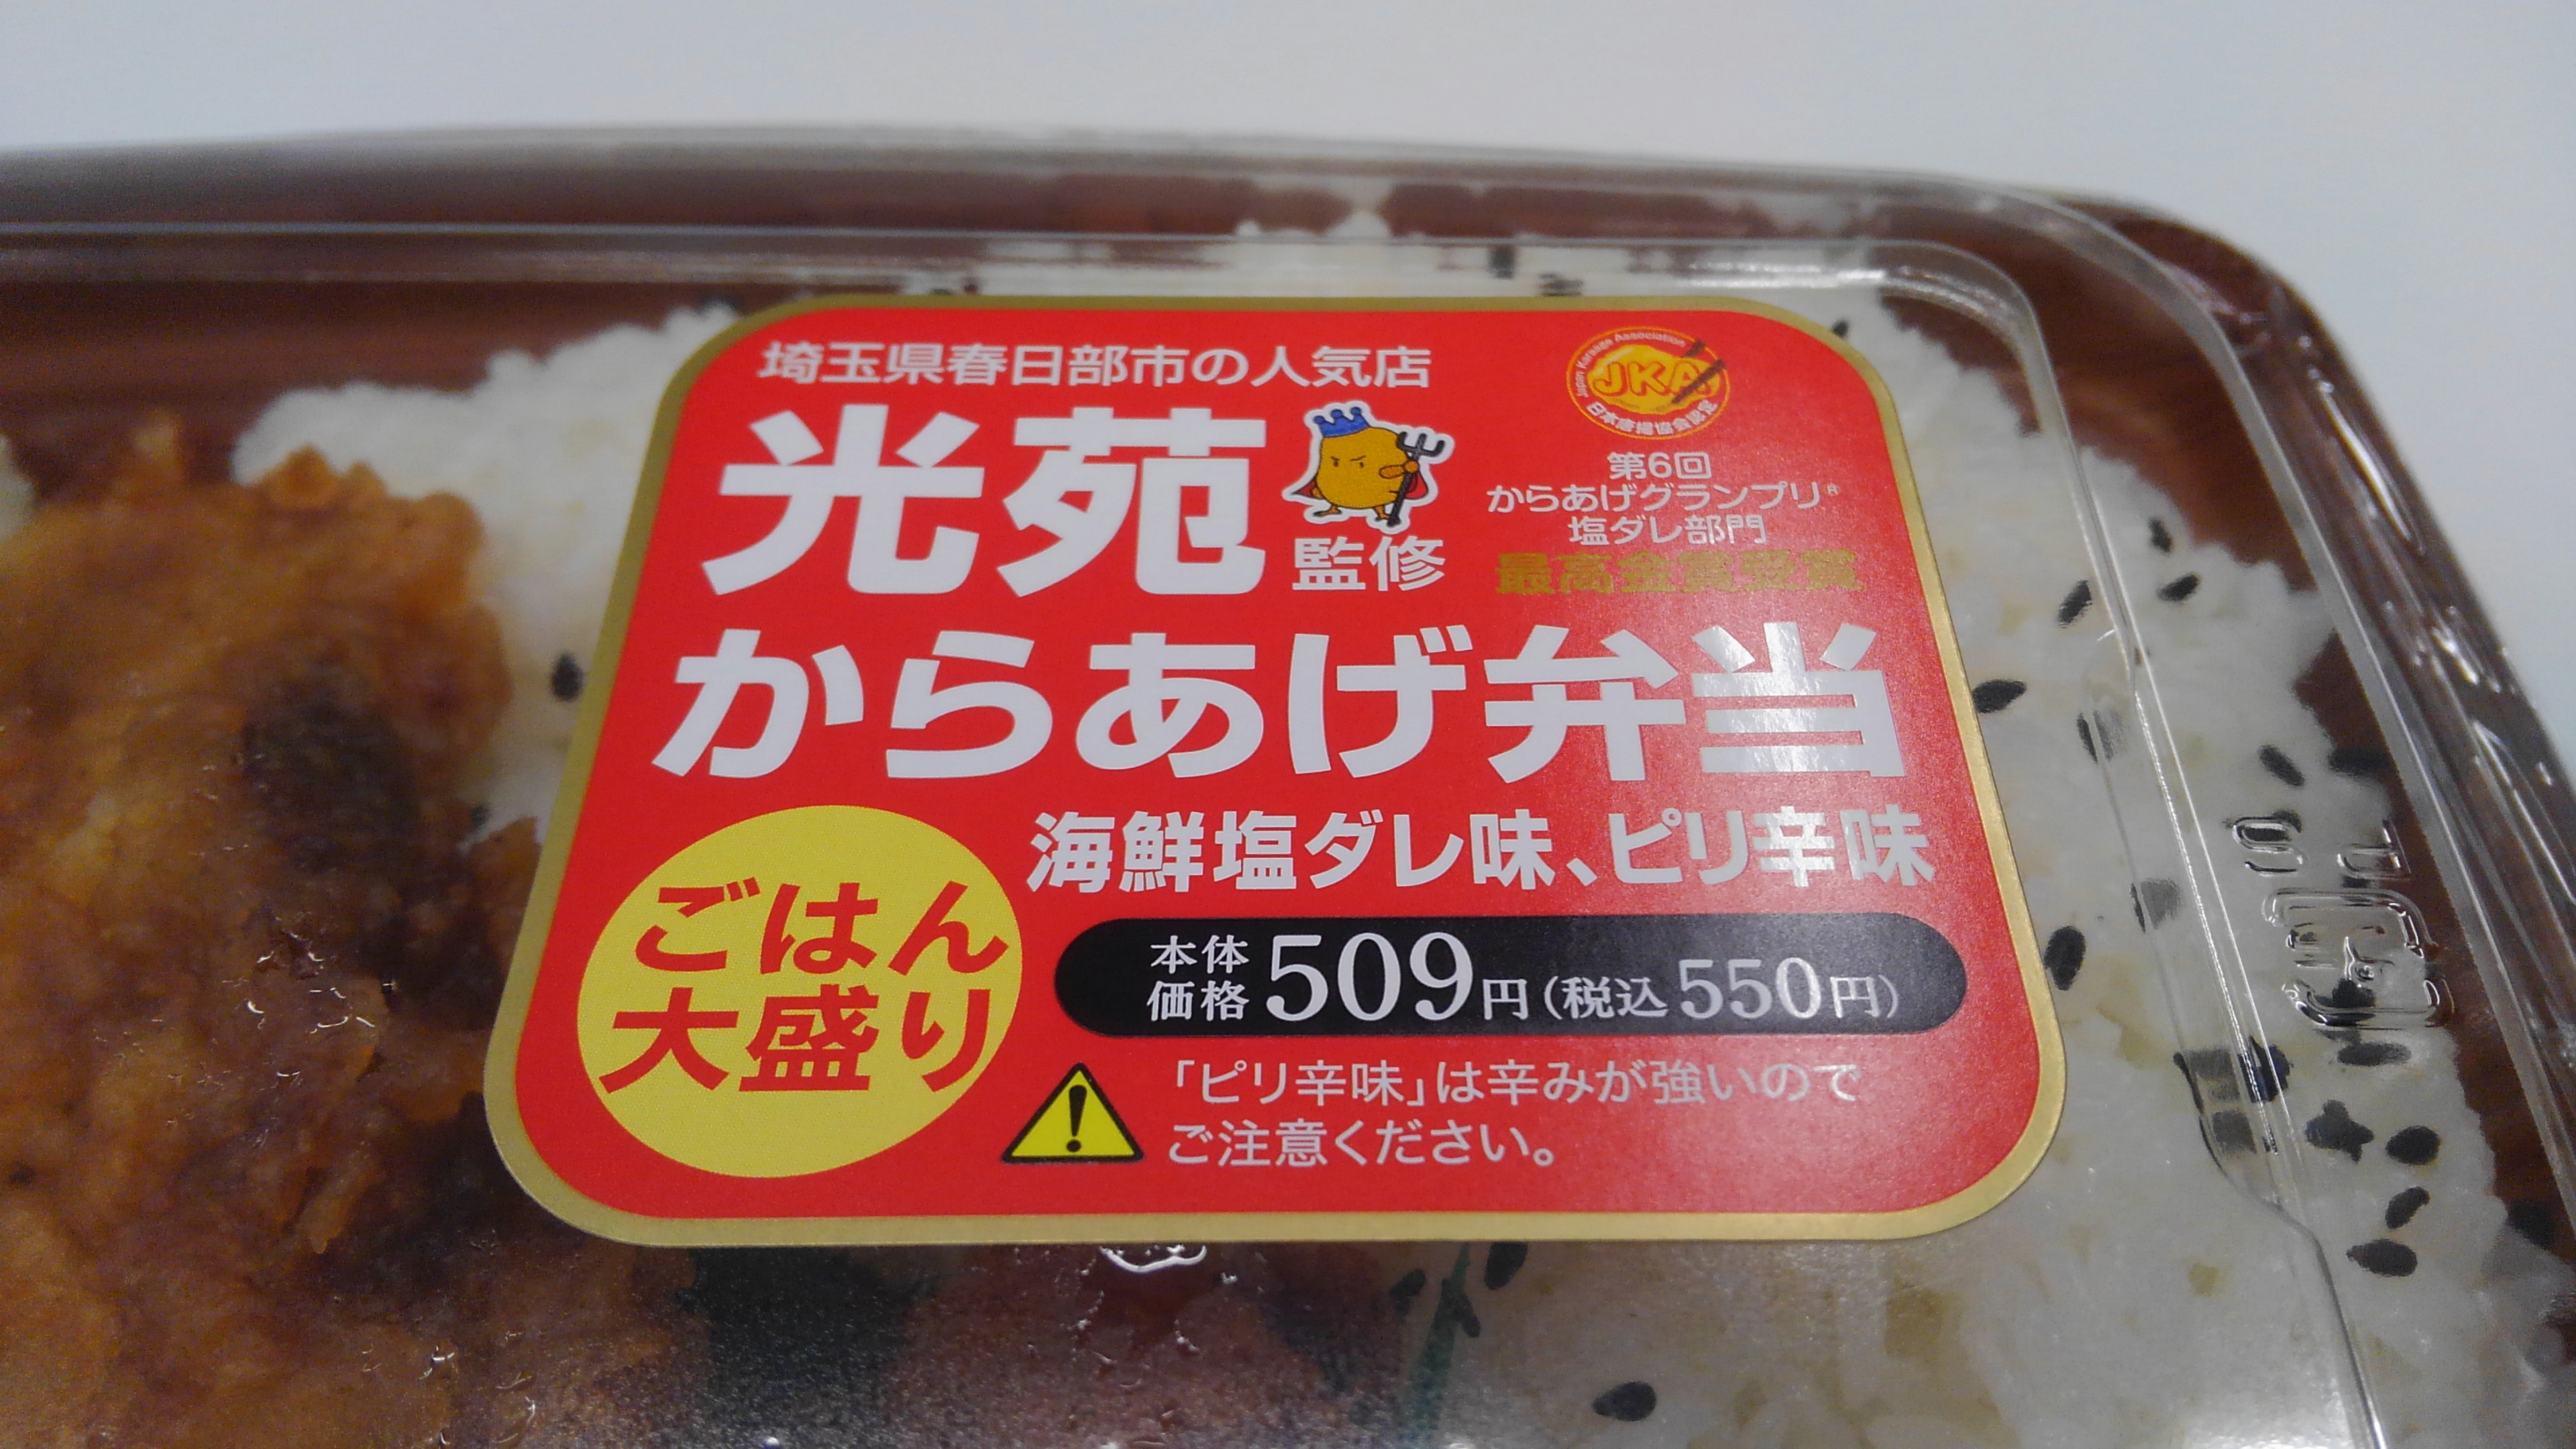 埼玉県春日部市の人気店
光苑
監修
Japan Karaage Association
JKA
日本唐揚協会認定
第6回
からあげグランプリ®
塩ダレ部門
最高金賞受賞
からあげ弁当
海鮮塩ダレ味、ピリ辛味
ごはん
大盛り
本体
価格 509円(税込550円)
「ピリ辛味」は辛みが強いので
ご注意ください。